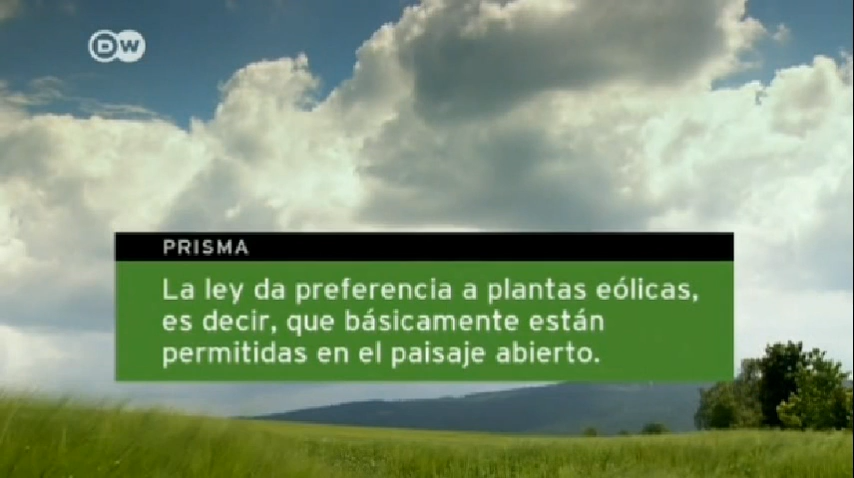 DW
PRISMA
La ley da preferencia a plantas eólicas,
es decir, que básicamente están
permitidas en el paisaje abierto.